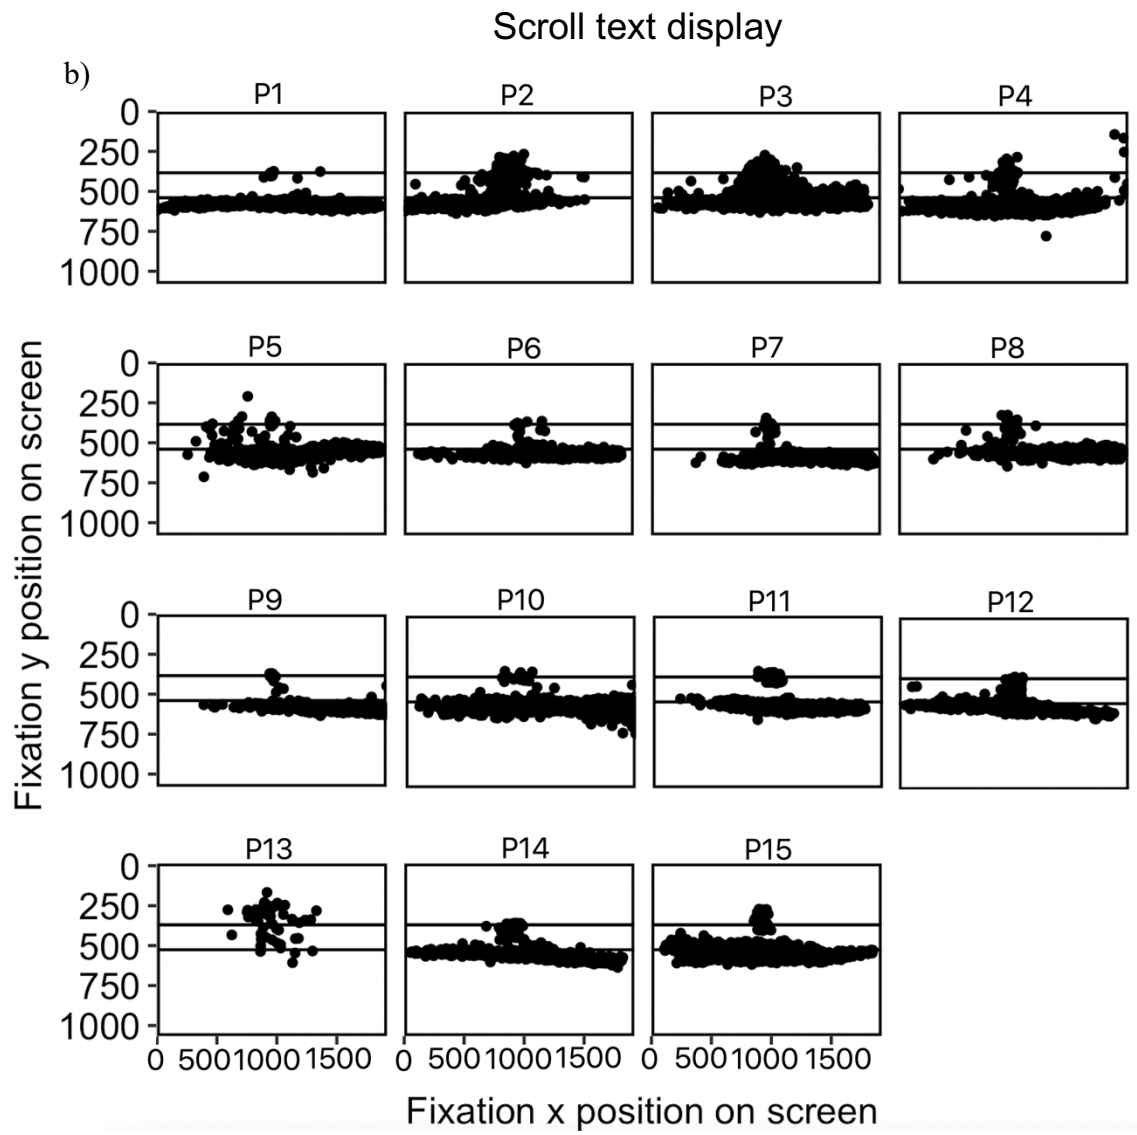 Scroll text display
b)
P1 P2 P3 P4
0
250
500
750
1000
P5 P6 P7 P8
0
250
500
750
1000
P9 P10 P11 P12
0
250
500
750
1000
P13 P14 P15
0
250
500
750
1000
0 500 1000 1500 0 500 1000 1500 0 500 1000 1500
Fixation y position on screen
Fixation x position on screen